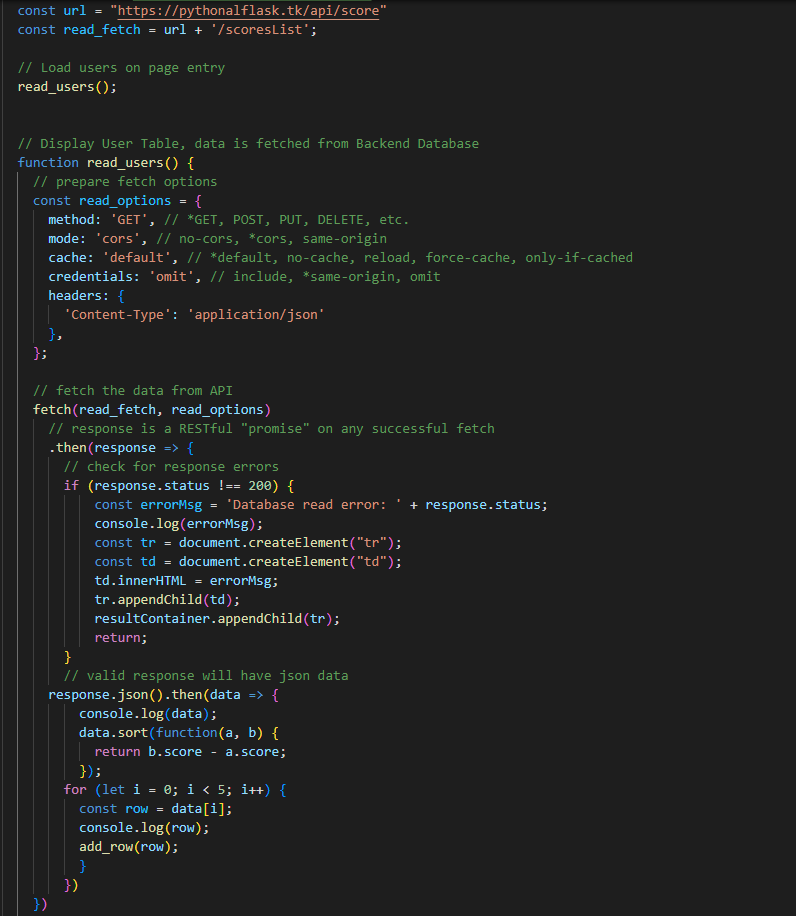 const url = "https://pythonalflask.tk/api/score"
const read_fetch = url + '/scoresList';

// Load users on page entry
read_users();


// Display User Table, data is fetched from Backend Database
function read_users() {
  // prepare fetch options
  const read_options = {
    method: 'GET', // *GET, POST, PUT, DELETE, etc.
    mode: 'cors', // no-cors, *cors, same-origin
    cache: 'default', // *default, no-cache, reload, force-cache, only-if-cached
    credentials: 'omit', // include, *same-origin, omit
    headers: {
      'Content-Type': 'application/json'
    },
  };

  // fetch the data from API
  fetch(read_fetch, read_options)
    // response is a RESTful "promise" on any successful fetch
    .then(response => {
      // check for response errors
      if (response.status !== 200) {
          const errorMsg = 'Database read error: ' + response.status;
          console.log(errorMsg);
          const tr = document.createElement("tr");
          const td = document.createElement("td");
          td.innerHTML = errorMsg;
          tr.appendChild(td);
          resultContainer.appendChild(tr);
          return;
      }
      // valid response will have json data
    response.json().then(data => {
        console.log(data);
        data.sort(function(a, b) {
          return b.score - a.score;
        });
      for (let i = 0; i < 5; i++) {
        const row = data[i];
        console.log(row);
        add_row(row);
        }
      })
  })